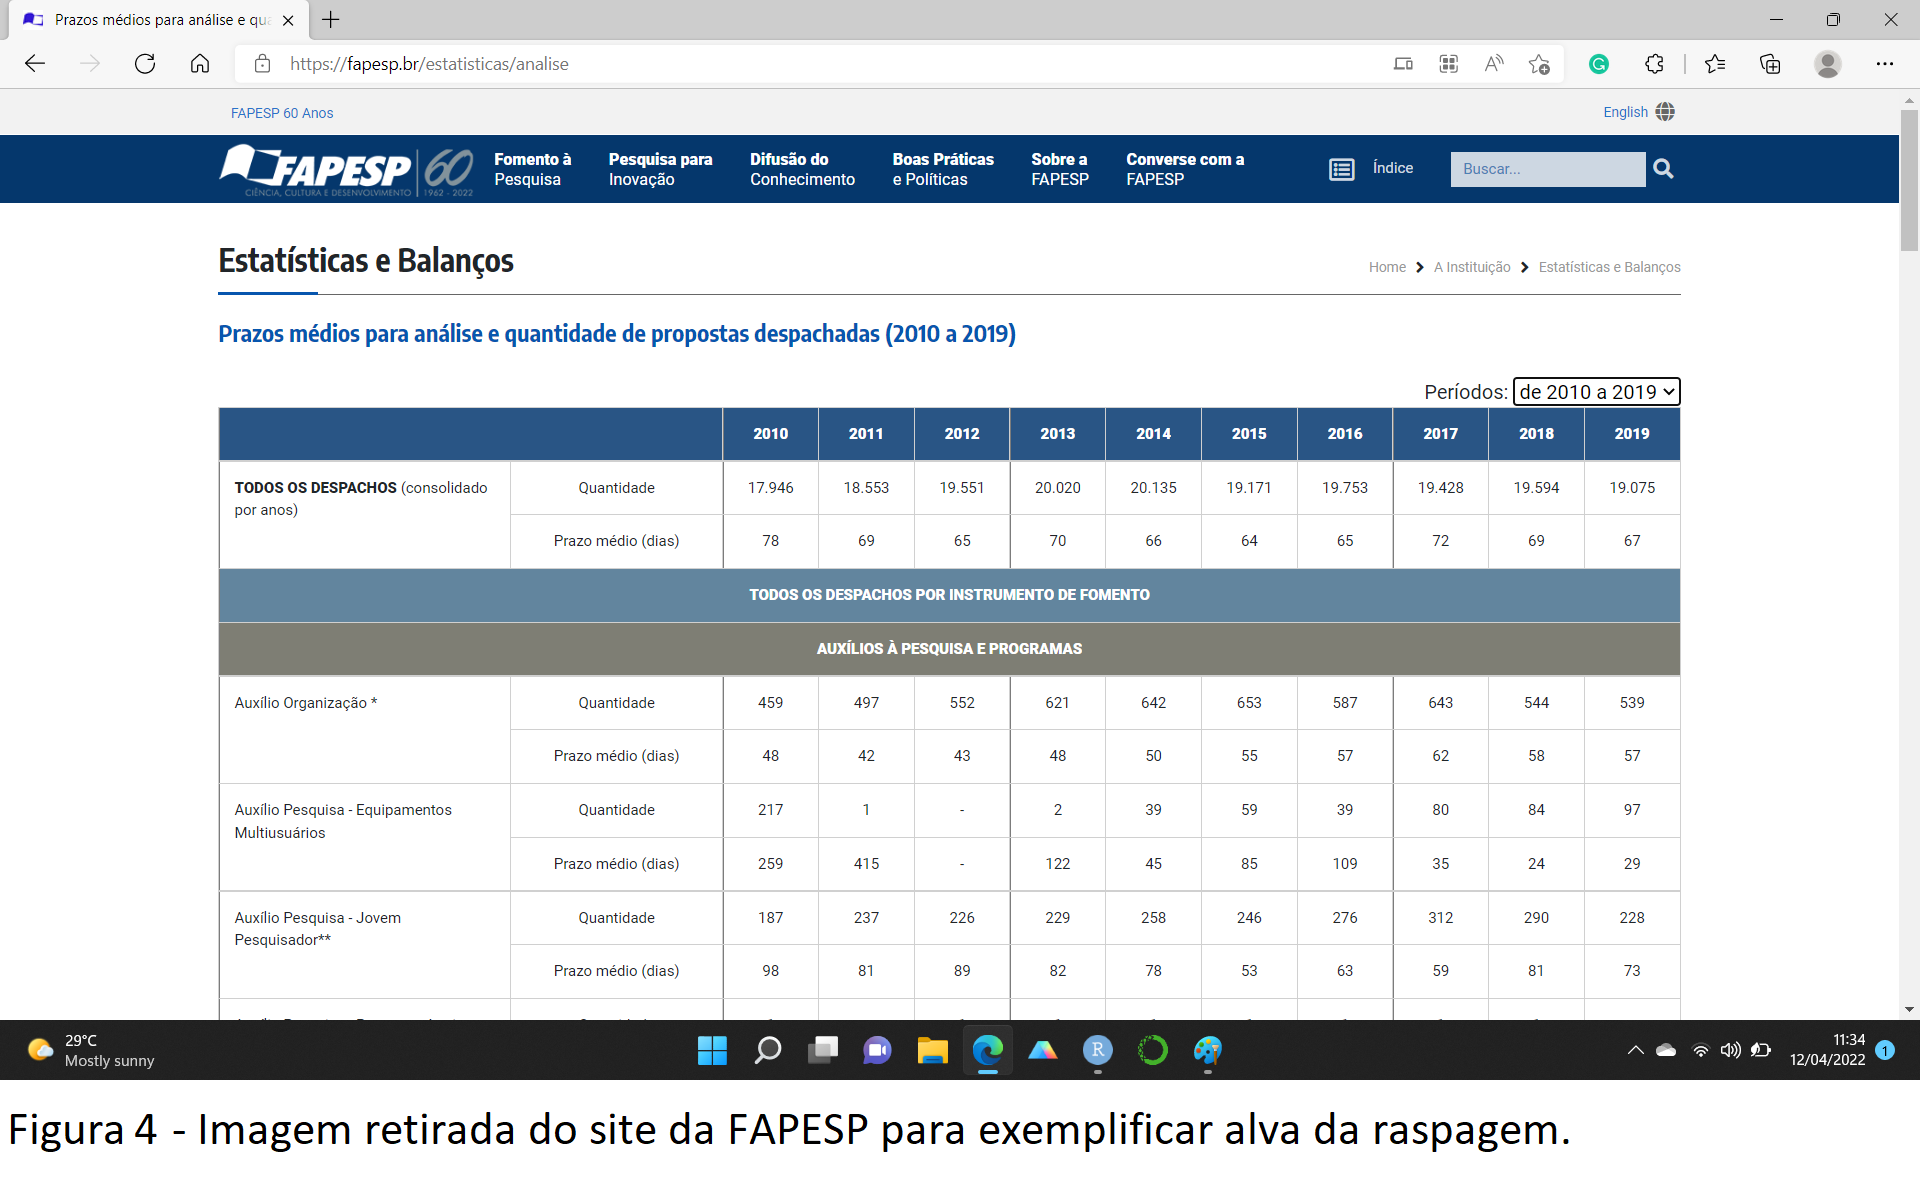 Prazos médios para análise e qu
https://fapesp.br/estatisticas/analise
FAPESP 60 Anos
English
FAPESP 60
CIÊNCIA, CULTURA E DESENVOLVIMENTO 1962 - 2022
Fomento à Pesquisa
Pesquisa para Inovação
Difusão do Conhecimento
Boas Práticas e Políticas
Sobre a FAPESP
Converse com a FAPESP
Índice
Buscar...
Estatísticas e Balanços
Home > A Instituição > Estatísticas e Balanços
Prazos médios para análise e quantidade de propostas despachadas (2010 a 2019)
Períodos: de 2010 a 2019
2010 2011 2012 2013 2014 2015 2016 2017 2018 2019
TODOS OS DESPACHOS (consolidado por anos)
Quantidade 17.946 18.553 19.551 20.020 20.135 19.171 19.753 19.428 19.594 19.075
Prazo médio (dias) 78 69 65 70 66 64 65 72 69 67
TODOS OS DESPACHOS POR INSTRUMENTO DE FOMENTO
AUXÍLIOS À PESQUISA E PROGRAMAS
Auxílio Organização *
Quantidade 459 497 552 621 642 653 587 643 544 539
Prazo médio (dias) 48 42 43 48 50 55 57 62 58 57
Auxílio Pesquisa - Equipamentos Multiusuários
Quantidade 217 1 - 2 39 59 39 80 84 97
Prazo médio (dias) 259 415 - 122 45 85 109 35 24 29
Auxílio Pesquisa - Jovem Pesquisador**
Quantidade 187 237 226 229 258 246 276 312 290 228
Prazo médio (dias) 98 81 89 82 78 53 63 59 81 73
29°C
Mostly sunny
11:34
12/04/2022
1
Figura 4 - Imagem retirada do site da FAPESP para exemplificar alva da raspagem.